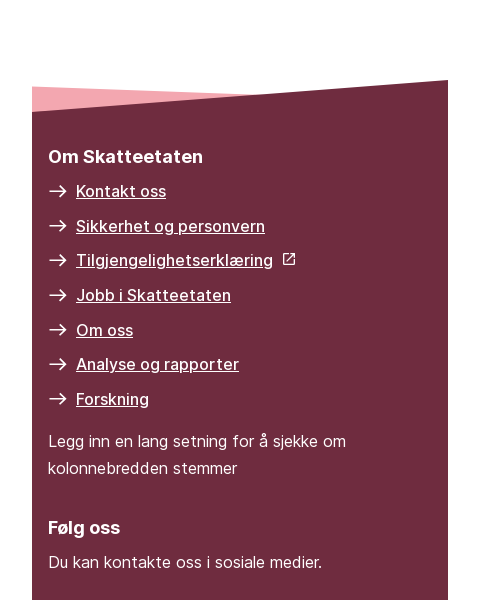 Om Skatteetaten
Kontakt oss
Sikkerhet og personvern
Tilgjengelighetserklæring
Jobb i Skatteetaten
Om oss
Analyse og rapporter
Forskning
Legg inn en lang setning for å sjekke om
kolonnebredden stemmer
Følg oss
Du kan kontakte oss i sosiale medier.